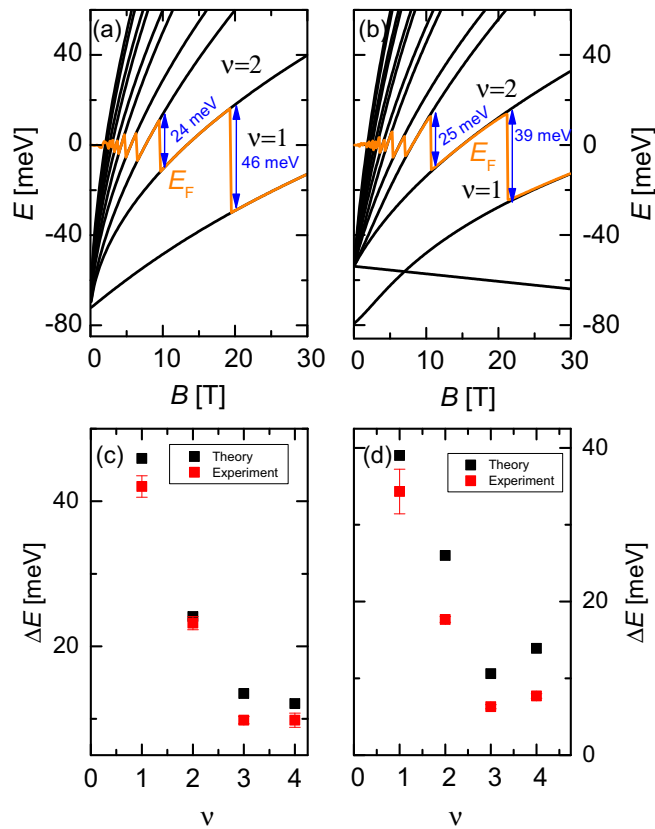 (a)
(b)
60
40
20
0
-40
-80
E [meV]
ν=2
ν=1
24 meV
46 meV
E_F
0
10
20
30
B [T]
ν=2
ν=1
25 meV
39 meV
E_F
40
0
-40
-80
E [meV]
0
10
20
30
B [T]
(c)
Theory
Experiment
40
20
ΔE [meV]
0
1
2
3
4
ν
(d)
Theory
Experiment
40
20
0
ΔE [meV]
0
1
2
3
4
ν